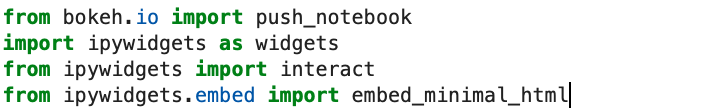 from bokeh.io import push_notebook
import ipywidgets as widgets
from ipywidgets import interact
from ipywidgets.embed import embed_minimal_html